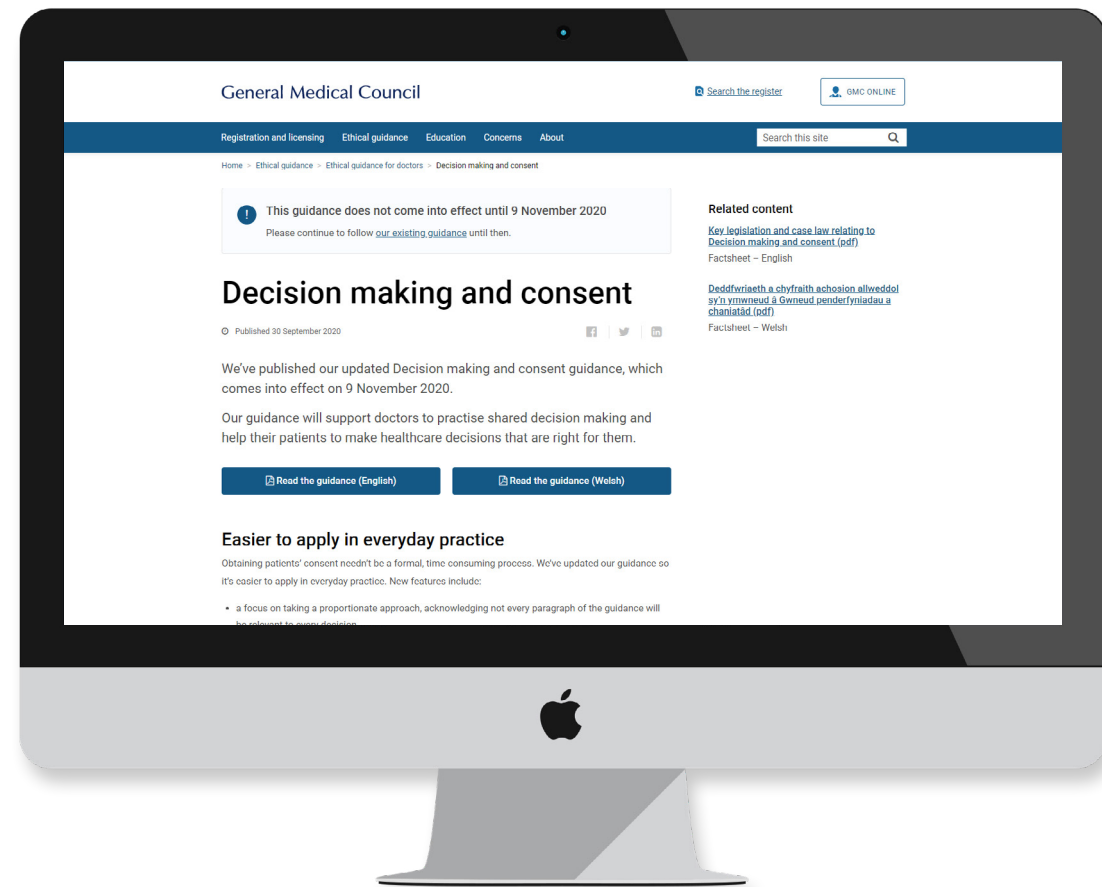 General Medical Council
Search the register
GMC ONLINE
Registration and licensing Ethical guidance Education Concerns About
Search this site
Home > Ethical guidance > Ethical guidance for doctors > Decision making and consent
This guidance does not come into effect until 9 November 2020
Please continue to follow our existing guidance until then.
Related content
Key legislation and case law relating to
Decision making and consent (pdf)
Factsheet – English
Deddfwriaeth a chyfraith achosion allweddol
sy'n ymwneud â Gwneud penderfyniadau a
chaniatâd (pdf)
Factsheet – Welsh
Decision making and consent
Published 30 September 2020
We've published our updated Decision making and consent guidance, which
comes into effect on 9 November 2020.
Our guidance will support doctors to practise shared decision making and
help their patients to make healthcare decisions that are right for them.
Read the guidance (English)
Read the guidance (Welsh)
Easier to apply in everyday practice
Obtaining patients' consent needn't be a formal, time consuming process. We've updated our guidance so
it's easier to apply in everyday practice. New features include:
• a focus on taking a proportionate approach, acknowledging not every paragraph of the guidance will
be relevant to every decision